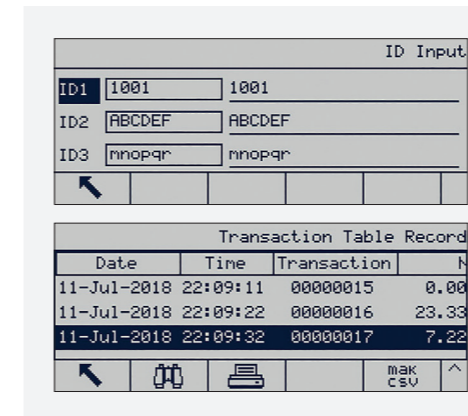 ID Input
ID1 1001 1001
ID2 ABCDEF ABCDEF
ID3 mnopqr mnopqr
Transaction Table Record
Date Time Transaction N
11-Jul-2018 22:09:11 00000015 0.00
11-Jul-2018 22:09:22 00000016 23.33
11-Jul-2018 22:09:32 00000017 7.22
mak
csv